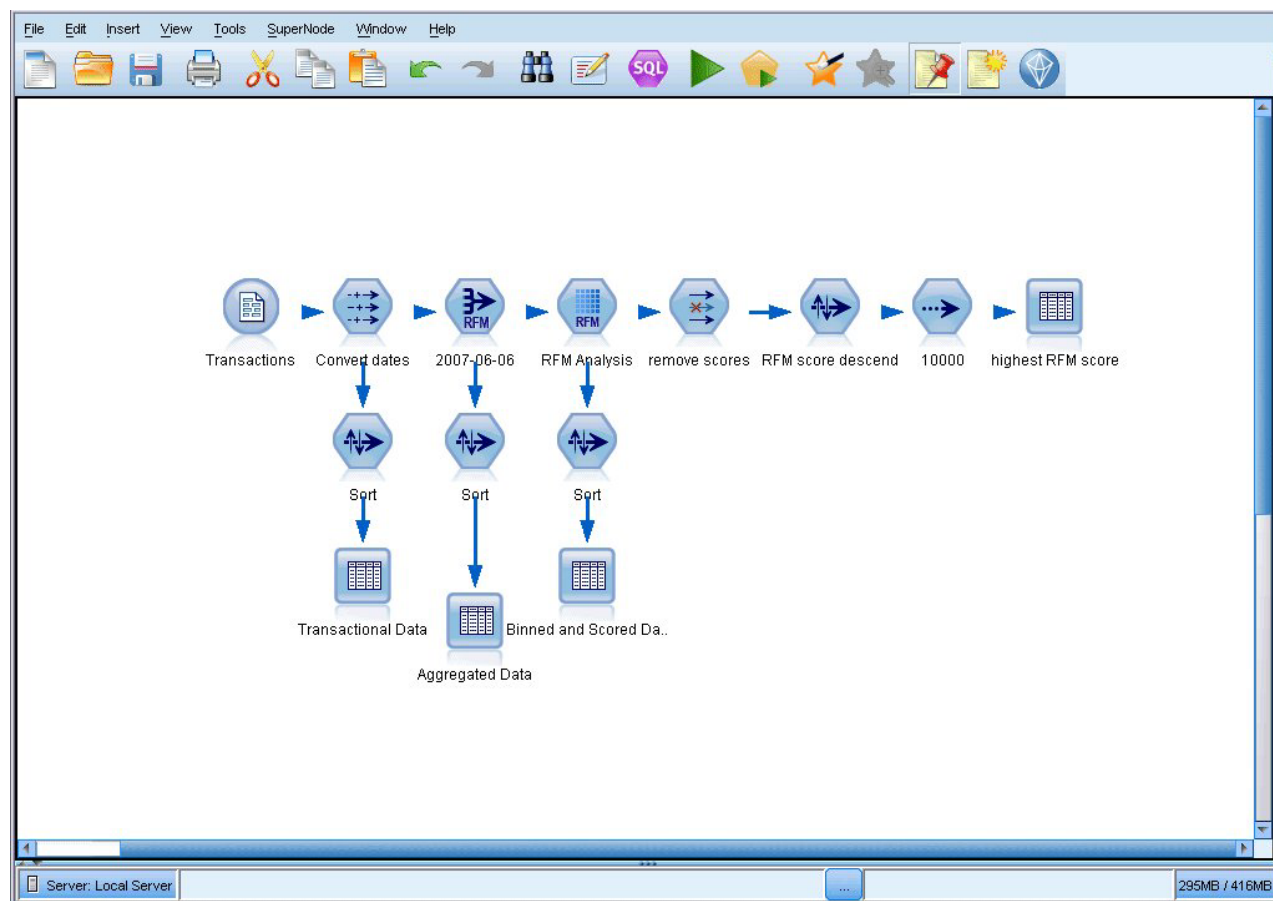 File Edit Insert View Tools SuperNode Window Help
SQL
RFM RFM
Transactions Convert dates 2007-06-06 RFM Analysis remove scores RFM score descend 10000 highest RFM score
Sort Sort Sort
Transactional Data Binned and Scored Da..
Aggregated Data
Server: Local Server ... 295MB / 416MB